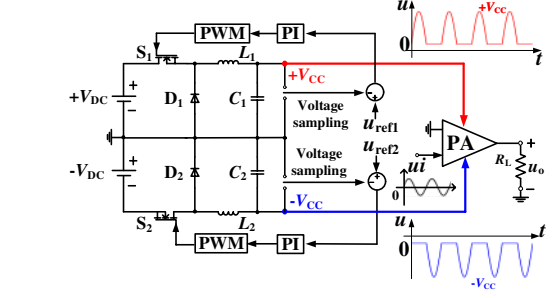 u
+VCC
0
t
PWM
PI
S1
L1
+VCC
+VDC
D1
C1
Voltage
sampling
uref1
uref2
-VDC
D2
C2
Voltage
sampling
PA
RL
uo
ui
0
-VCC
S2
L2
PWM
PI
u
0
t
-VCC